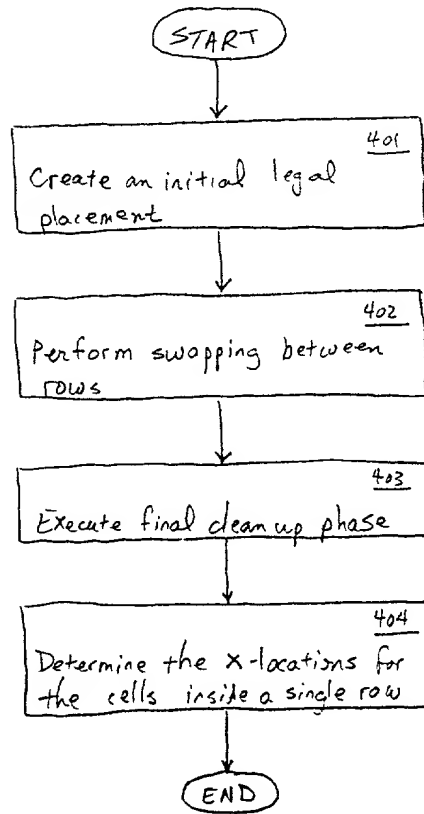 START
401
Create an initial legal
placement
402
Perform swopping between
rows
403
Execute final clean up phase
404
Determine the x-locations for
the cells inside a single row
END